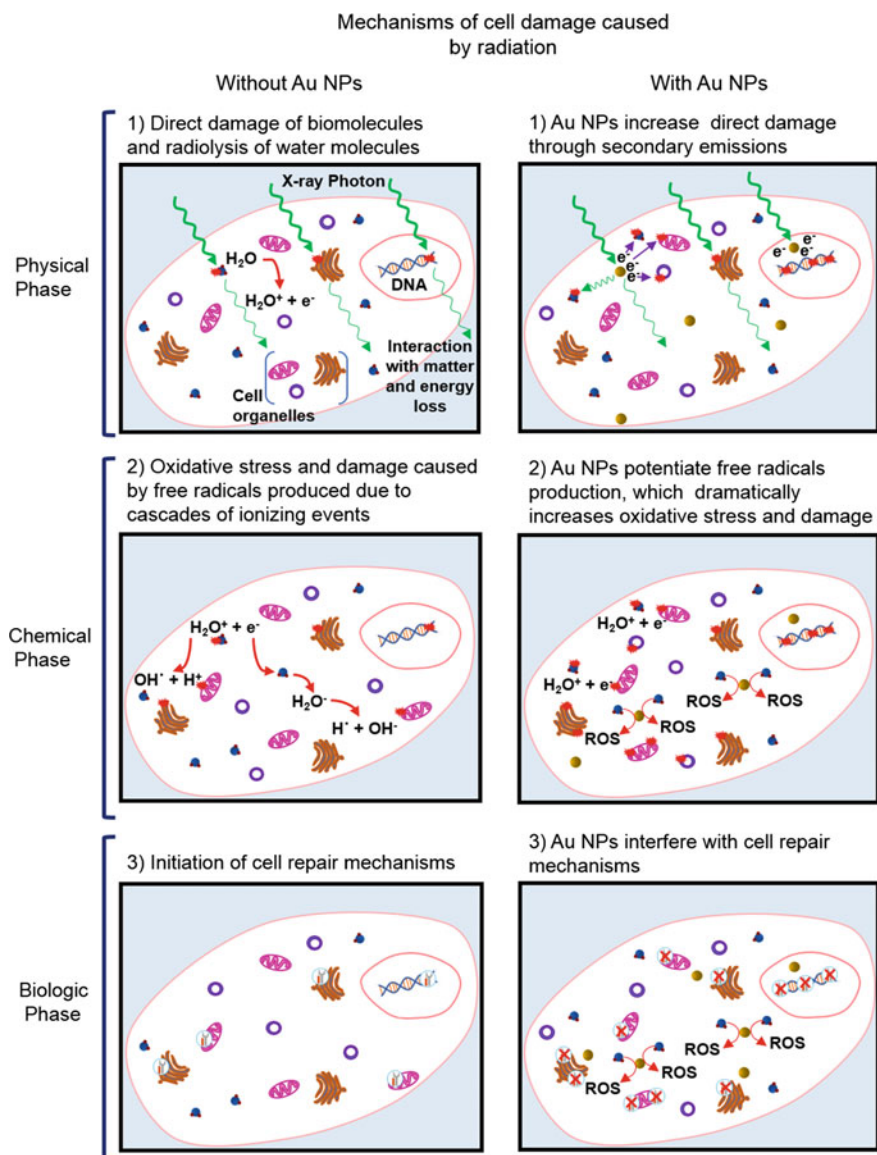 Mechanisms of cell damage caused
by radiation
Without Au NPs
With Au NPs
Physical
Phase
1) Direct damage of biomolecules
and radiolysis of water molecules
X-ray Photon
H₂O
H₂O⁺ + e⁻
DNA
Cell
organelles
Interaction
with matter
and energy
loss
1) Au NPs increase direct damage
through secondary emissions
e⁻
e⁻
e⁻
e⁻
e⁻ e⁻
e⁻
Chemical
Phase
2) Oxidative stress and damage caused
by free radicals produced due to
cascades of ionizing events
H₂O⁺ + e⁻
OH˙ + H⁺
H₂O⁻
H˙ + OH⁻
2) Au NPs potentiate free radicals
production, which dramatically
increases oxidative stress and damage
H₂O⁺ + e⁻
H₂O⁺ + e⁻
ROS
ROS
ROS
ROS
Biologic
Phase
3) Initiation of cell repair mechanisms
3) Au NPs interfere with cell repair
mechanisms
ROS
ROS
ROS
ROS